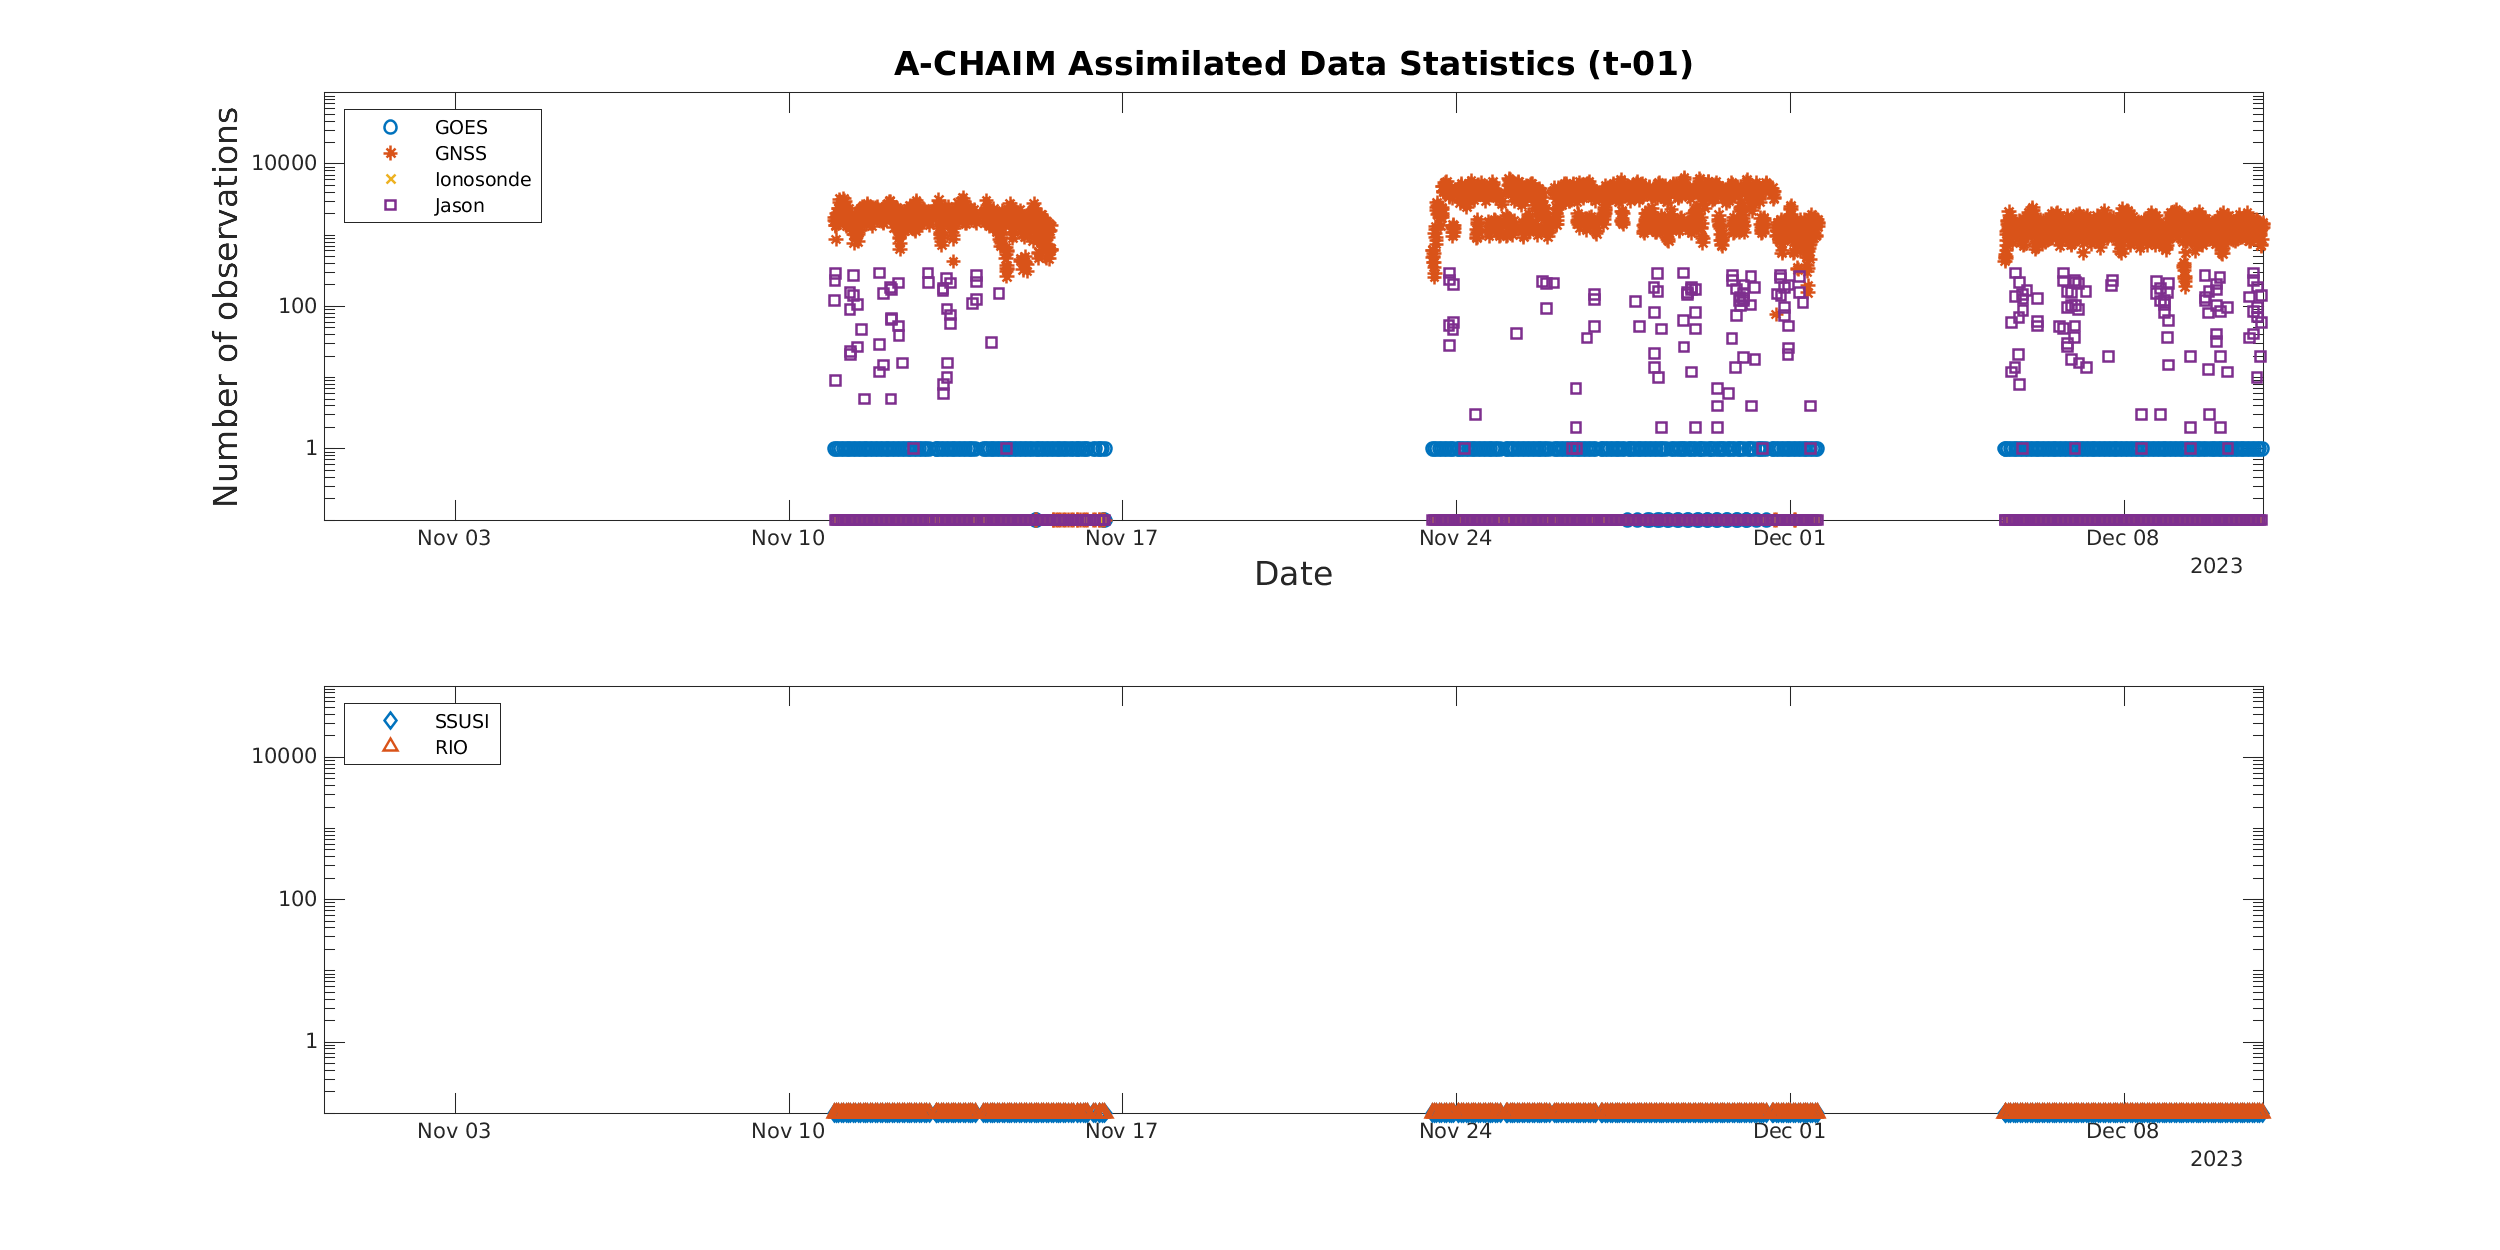 A-CHAIM Assimilated Data Statistics (t-01)
Number of observations
10000
100
1
GOES
GNSS
Ionosonde
Jason
Nov 03
Nov 10
Nov 17
Nov 24
Dec 01
Dec 08
2023
Date
10000
100
1
SSUSI
RIO
Nov 03
Nov 10
Nov 17
Nov 24
Dec 01
Dec 08
2023